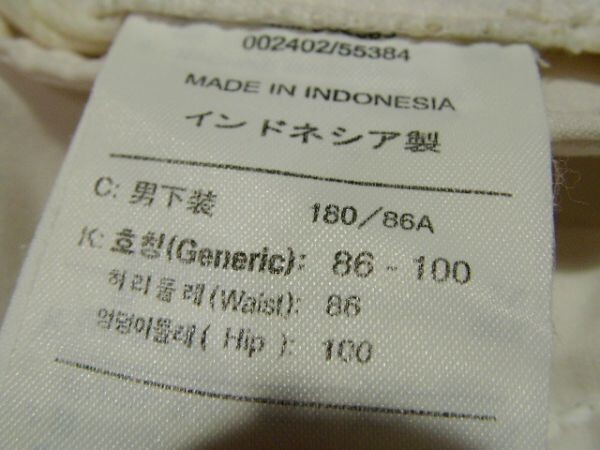 002402/55384
MADE IN INDONESIA
インドネシア製
C: 男下装 180/86A
K: 호칭(Generic): 86 - 100
허리둘레(Waist): 86
엉덩이둘레( Hip ): 100